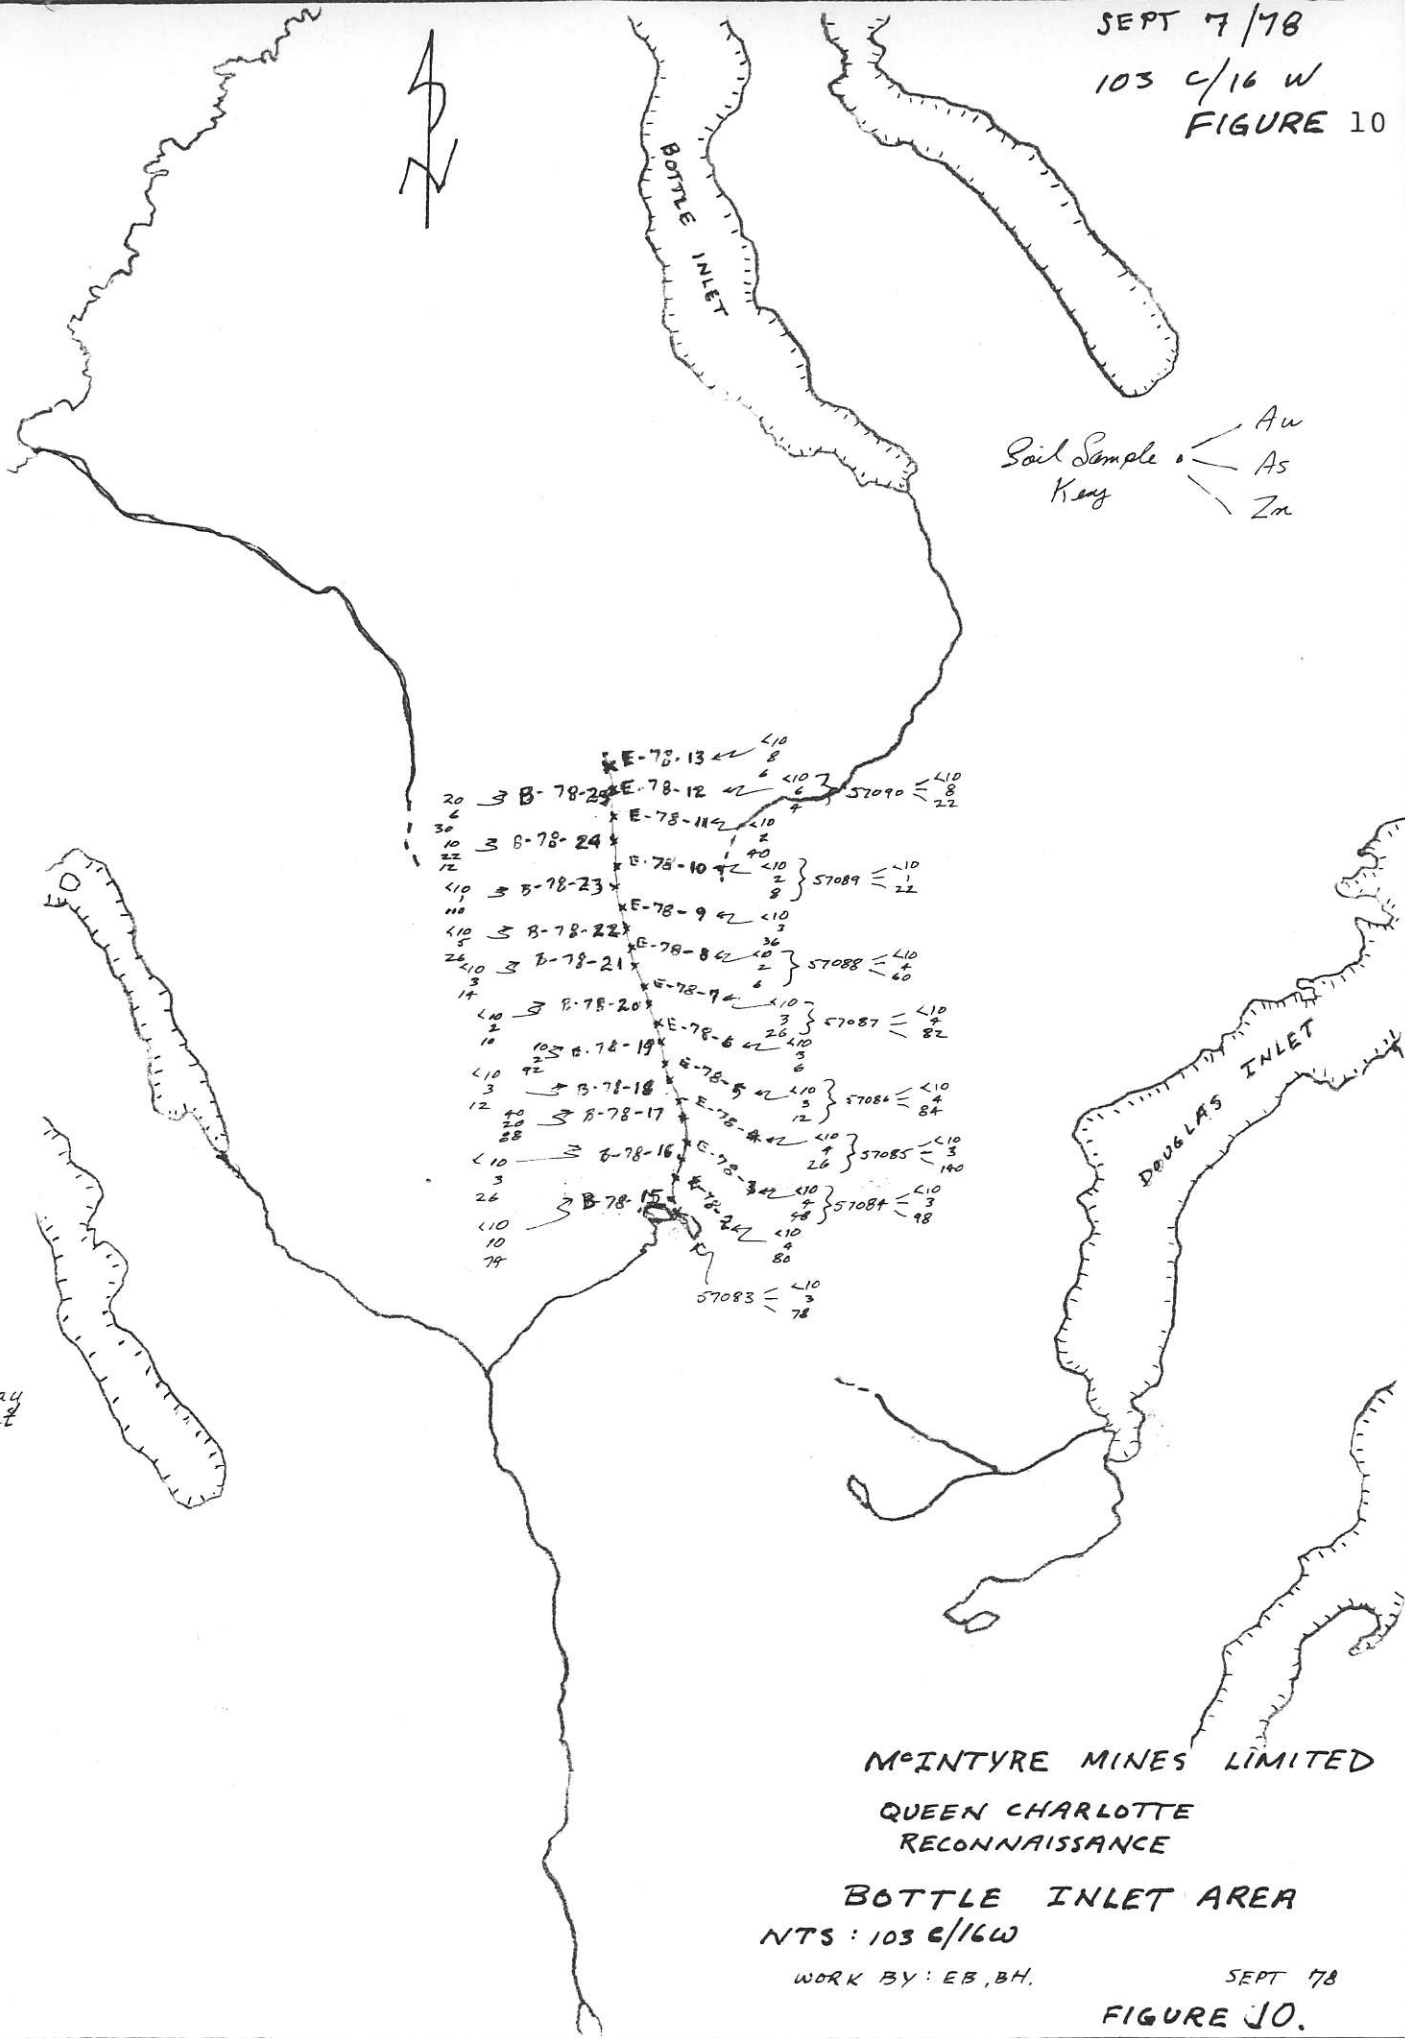 SEPT 7/78
103 C/16 W
FIGURE 10
BOTTLE INLET
Soil Sample Key
Au
As
Zn
E-78-13
<10
8
6
E-78-12
<10
6
4
57090
<10
8
22
20
6
30
B-78-25
E-78-11
<10
2
40
10
22
12
B-78-24
E-78-10
<10
2
8
57089
<10
1
22
<10
1
110
B-78-23
E-78-9
<10
3
36
<10
5
26
B-78-22
E-78-8
<10
2
6
57088
<10
4
60
<10
3
14
B-78-21
E-78-7
<10
3
26
57087
<10
4
82
<10
2
10
B-78-20
E-78-6
<10
3
6
10
2
92
B-78-19
E-78-5
<10
3
12
57086
<10
4
84
<10
3
12
B-78-18
40
20
88
B-78-17
E-78-4
<10
4
26
57085
<10
3
140
<10
3
26
B-78-16
E-78-3
<10
4
48
57084
<10
3
98
<10
10
74
B-78-15
E-78-2
<10
4
80
57083
<10
3
78
DOUGLAS INLET
McINTYRE MINES LIMITED
QUEEN CHARLOTTE
RECONNAISSANCE
BOTTLE INLET AREA
NTS : 103 C/16W
WORK BY : EB, BH.
SEPT 78
FIGURE 10.